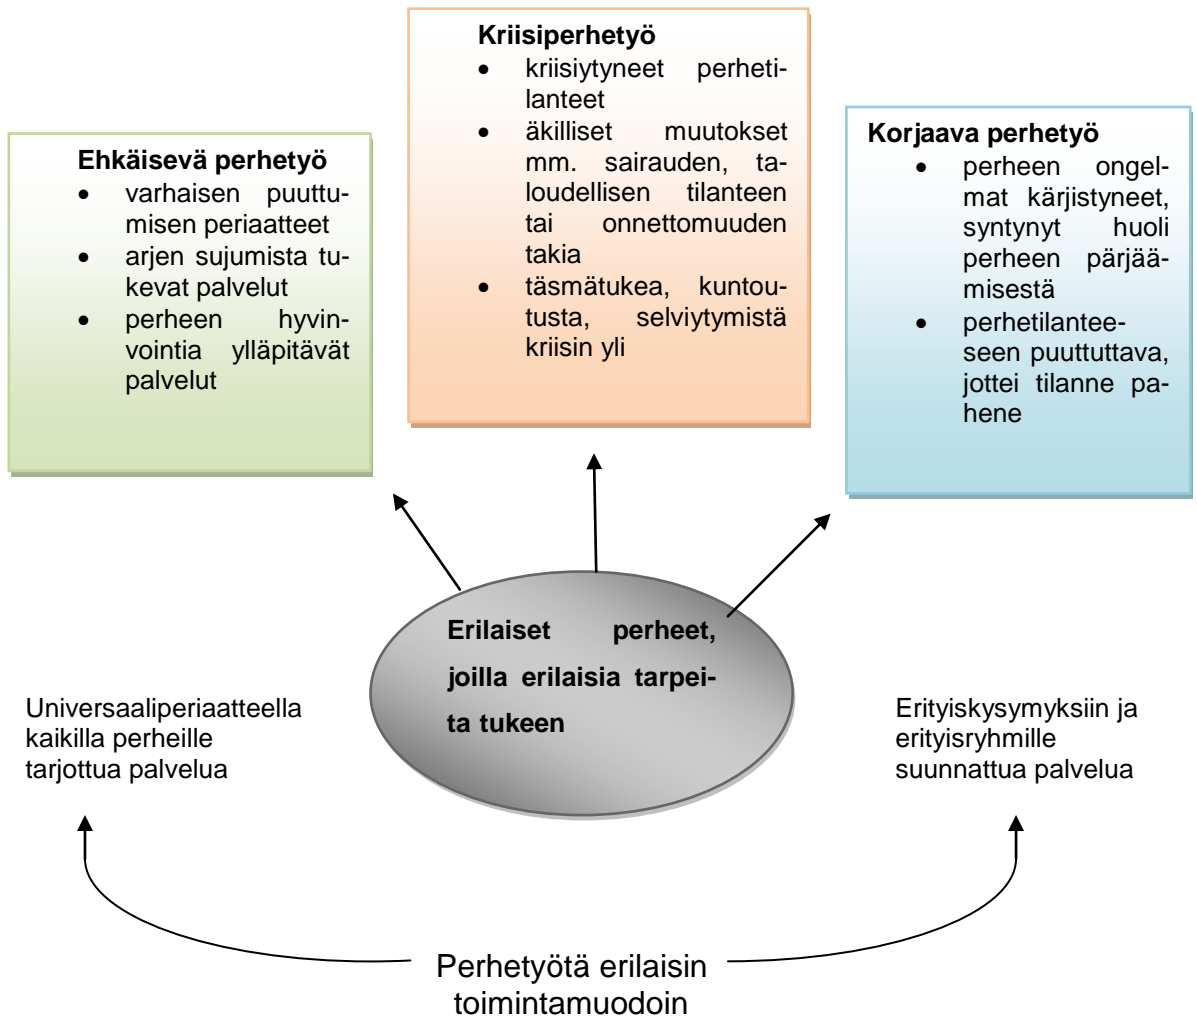 Ehkäisevä perhetyö
• varhaisen puuttu-
misen periaatteet
• arjen sujumista tu-
kevat palvelut
• perheen hyvin-
vointia ylläpitävät
palvelut
Kriisiperhetyö
• kriisiytyneet perheti-
lanteet
• äkilliset muutokset
mm. sairauden, ta-
loudellisen tilanteen
tai onnettomuuden
takia
• täsmätukea, kuntou-
tusta, selviytymistä
kriisin yli
Korjaava perhetyö
• perheen ongel-
mat kärjistyneet,
syntynyt huoli
perheen pärjää-
misestä
• perhetilantee-
seen puututtava,
jottei tilanne pa-
hene
Erilaiset perheet,
joilla erilaisia tarpei-
ta tukeen
Universaaliperiaatteella
kaikilla perheille
tarjottua palvelua
Erityiskysymyksiin ja
erityisryhmille
suunnattua palvelua
Perhetyötä erilaisin
toimintamuodoin